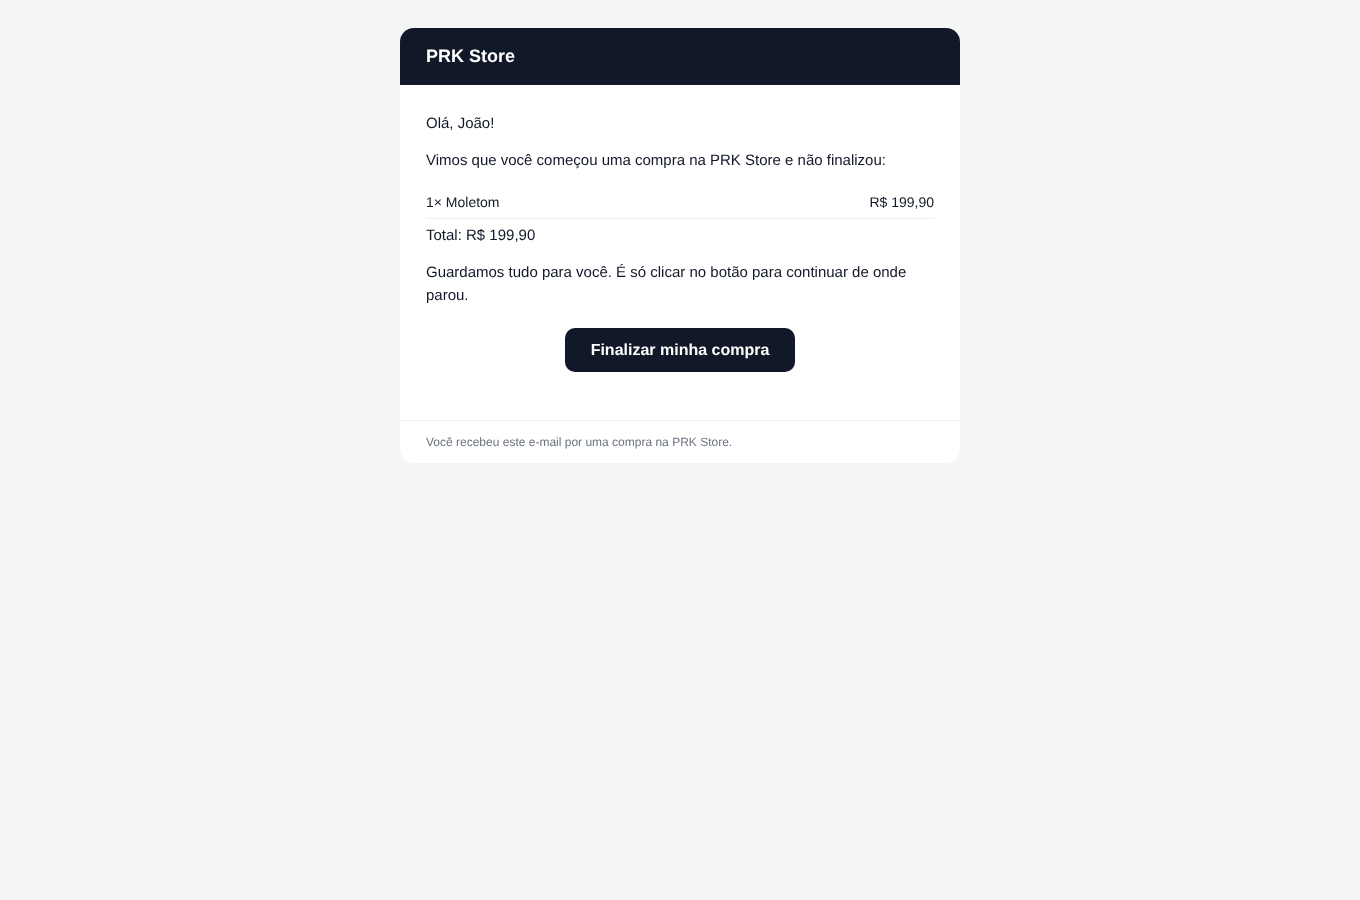 PRK Store
Olá, João!
Vimos que você começou uma compra na PRK Store e não finalizou:
1× Moletom R$ 199,90
Total: R$ 199,90
Guardamos tudo para você. É só clicar no botão para continuar de onde
parou.
Finalizar minha compra
Você recebeu este e-mail por uma compra na PRK Store.